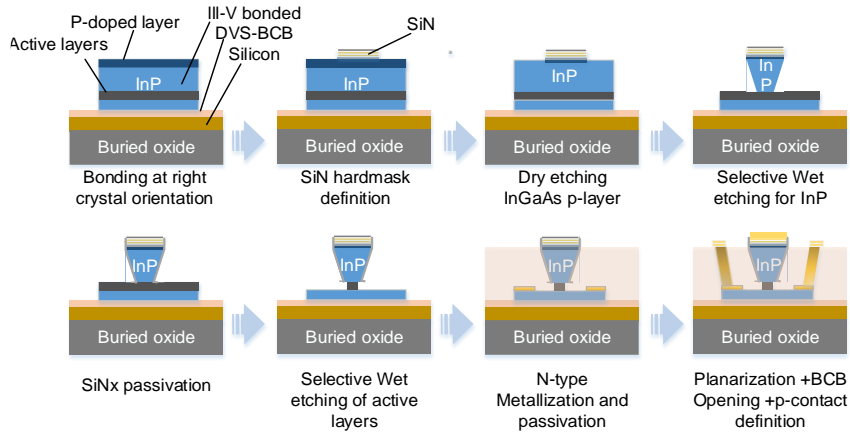 P-doped layer
III-V bonded
DVS-BCB
Active layers
Silicon
SiN
InP
In
P
Buried oxide
Buried oxide
Buried oxide
Buried oxide
Bonding at right
crystal orientation
SiN hardmask
definition
Dry etching
InGaAs p-layer
Selective Wet
etching for InP
InP
InP
InP
InP
Buried oxide
Buried oxide
Buried oxide
Buried oxide
SiNx passivation
Selective Wet
etching of active
layers
N-type
Metallization and
passivation
Planarization +BCB
Opening +p-contact
definition